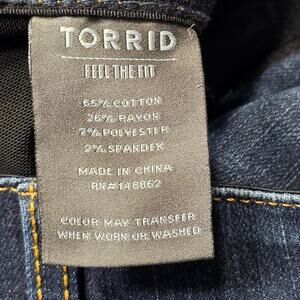 TORRID
FEEL THE FIT
65% COTTON
26% RAYON
7% POLYESTER
2% SPANDEX
MADE IN CHINA
RN# 148862
COLOR MAY TRANSFER
WHEN WORN OR WASHED